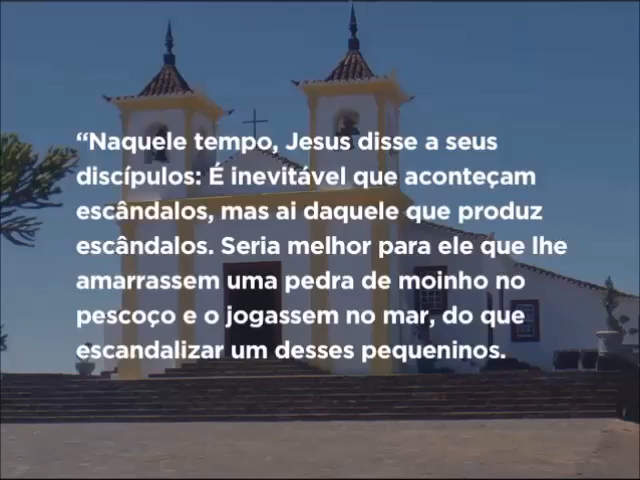 “Naquele tempo, Jesus disse a seus
discípulos: É inevitável que aconteçam
escândalos, mas ai daquele que produz
escândalos. Seria melhor para ele que lhe
amarrassem uma pedra de moinho no
pescoço e o jogassem no mar, do que
escandalizar um desses pequeninos.